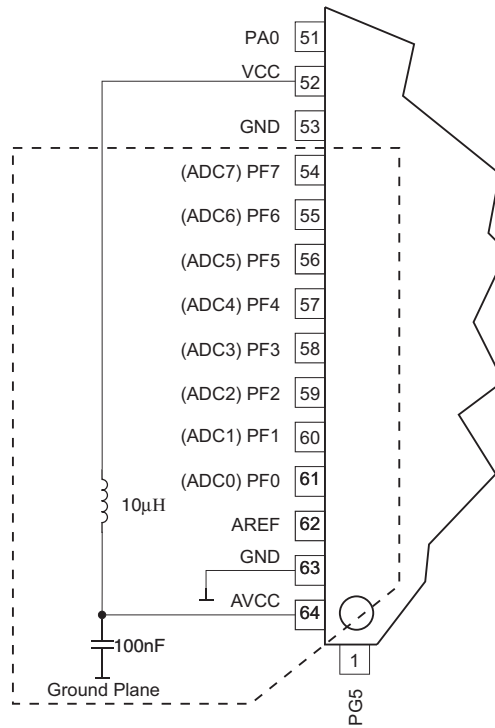 PA0 51
VCC 52
GND 53
(ADC7) PF7 54
(ADC6) PF6 55
(ADC5) PF5 56
(ADC4) PF4 57
(ADC3) PF3 58
(ADC2) PF2 59
(ADC1) PF1 60
(ADC0) PF0 61
10μH
AREF 62
GND 63
AVCC 64
100nF
Ground Plane
1
PG5